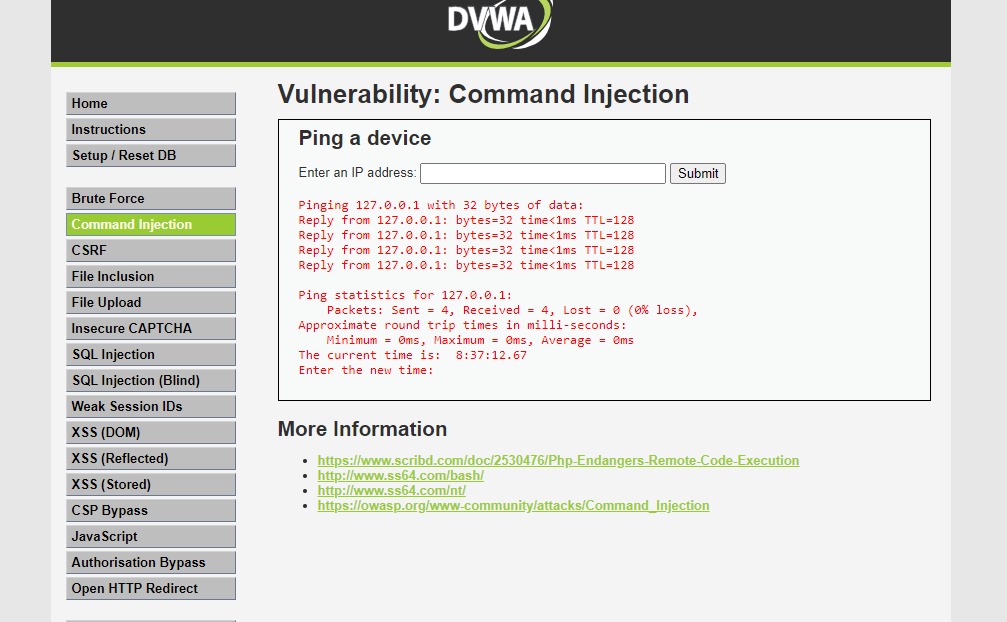 DVWA
Home
Instructions
Setup / Reset DB
Brute Force
Command Injection
CSRF
File Inclusion
File Upload
Insecure CAPTCHA
SQL Injection
SQL Injection (Blind)
Weak Session IDs
XSS (DOM)
XSS (Reflected)
XSS (Stored)
CSP Bypass
JavaScript
Authorisation Bypass
Open HTTP Redirect
Vulnerability: Command Injection
Ping a device
Enter an IP address: Submit
Pinging 127.0.0.1 with 32 bytes of data:
Reply from 127.0.0.1: bytes=32 time<1ms TTL=128
Reply from 127.0.0.1: bytes=32 time<1ms TTL=128
Reply from 127.0.0.1: bytes=32 time<1ms TTL=128
Reply from 127.0.0.1: bytes=32 time<1ms TTL=128
Ping statistics for 127.0.0.1:
Packets: Sent = 4, Received = 4, Lost = 0 (0% loss),
Approximate round trip times in milli-seconds:
Minimum = 0ms, Maximum = 0ms, Average = 0ms
The current time is:  8:37:12.67
Enter the new time:
More Information
https://www.scribd.com/doc/2530476/Php-Endangers-Remote-Code-Execution
http://www.ss64.com/bash/
http://www.ss64.com/nt/
https://owasp.org/www-community/attacks/Command_Injection